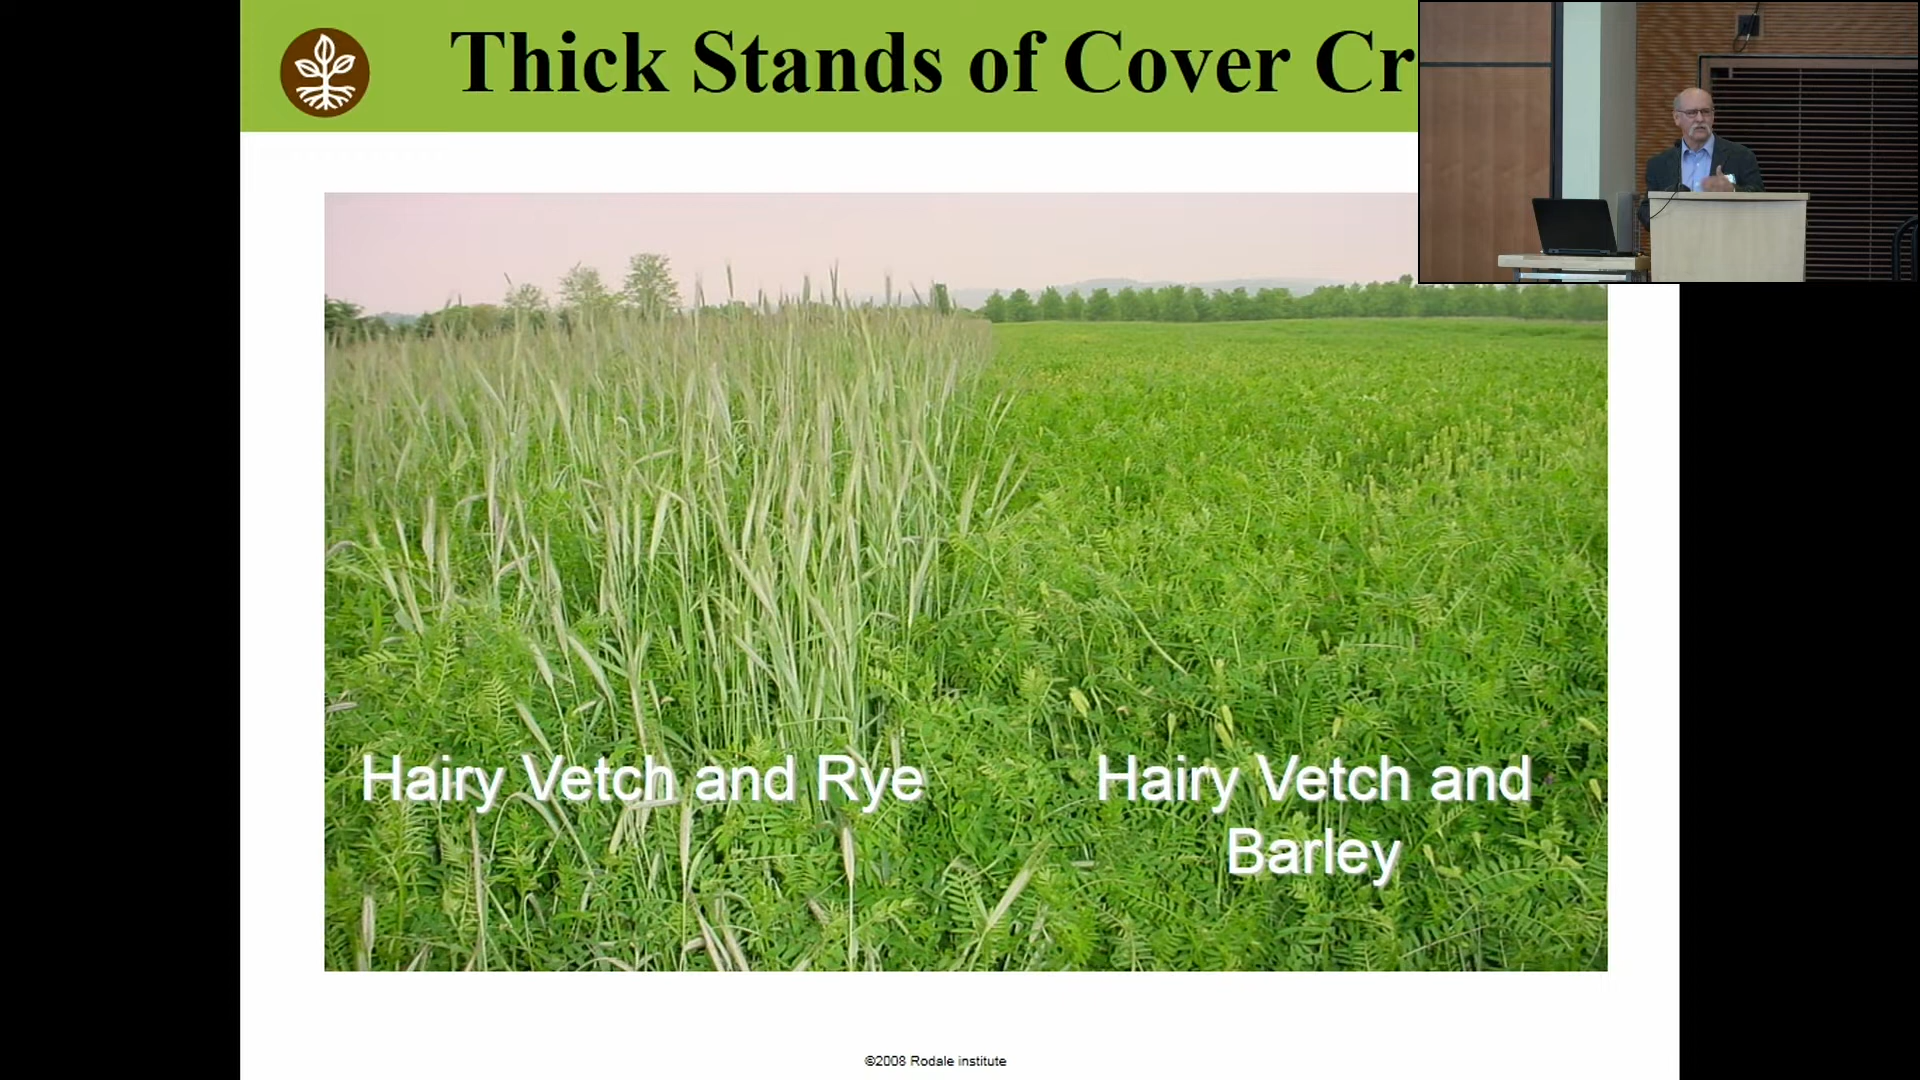 Thick Stands of Cover Cr
Hairy Vetch and Rye
Hairy Vetch and
Barley
©2008 Rodale institute